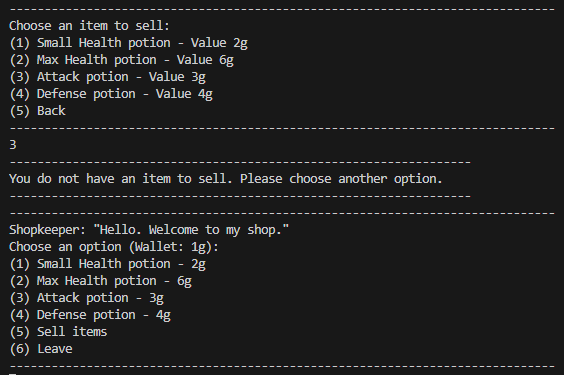 ------------------------------------------------------------------------------
Choose an item to sell:
(1) Small Health potion - Value 2g
(2) Max Health potion - Value 6g
(3) Attack potion - Value 3g
(4) Defense potion - Value 4g
(5) Back
------------------------------------------------------------------------------
3
------------------------------------------------------------------
You do not have an item to sell. Please choose another option.
------------------------------------------------------------------
------------------------------------------------------------------------------
Shopkeeper: "Hello. Welcome to my shop."
Choose an option (Wallet: 1g):
(1) Small Health potion - 2g
(2) Max Health potion - 6g
(3) Attack potion - 3g
(4) Defense potion - 4g
(5) Sell items
(6) Leave
------------------------------------------------------------------------------